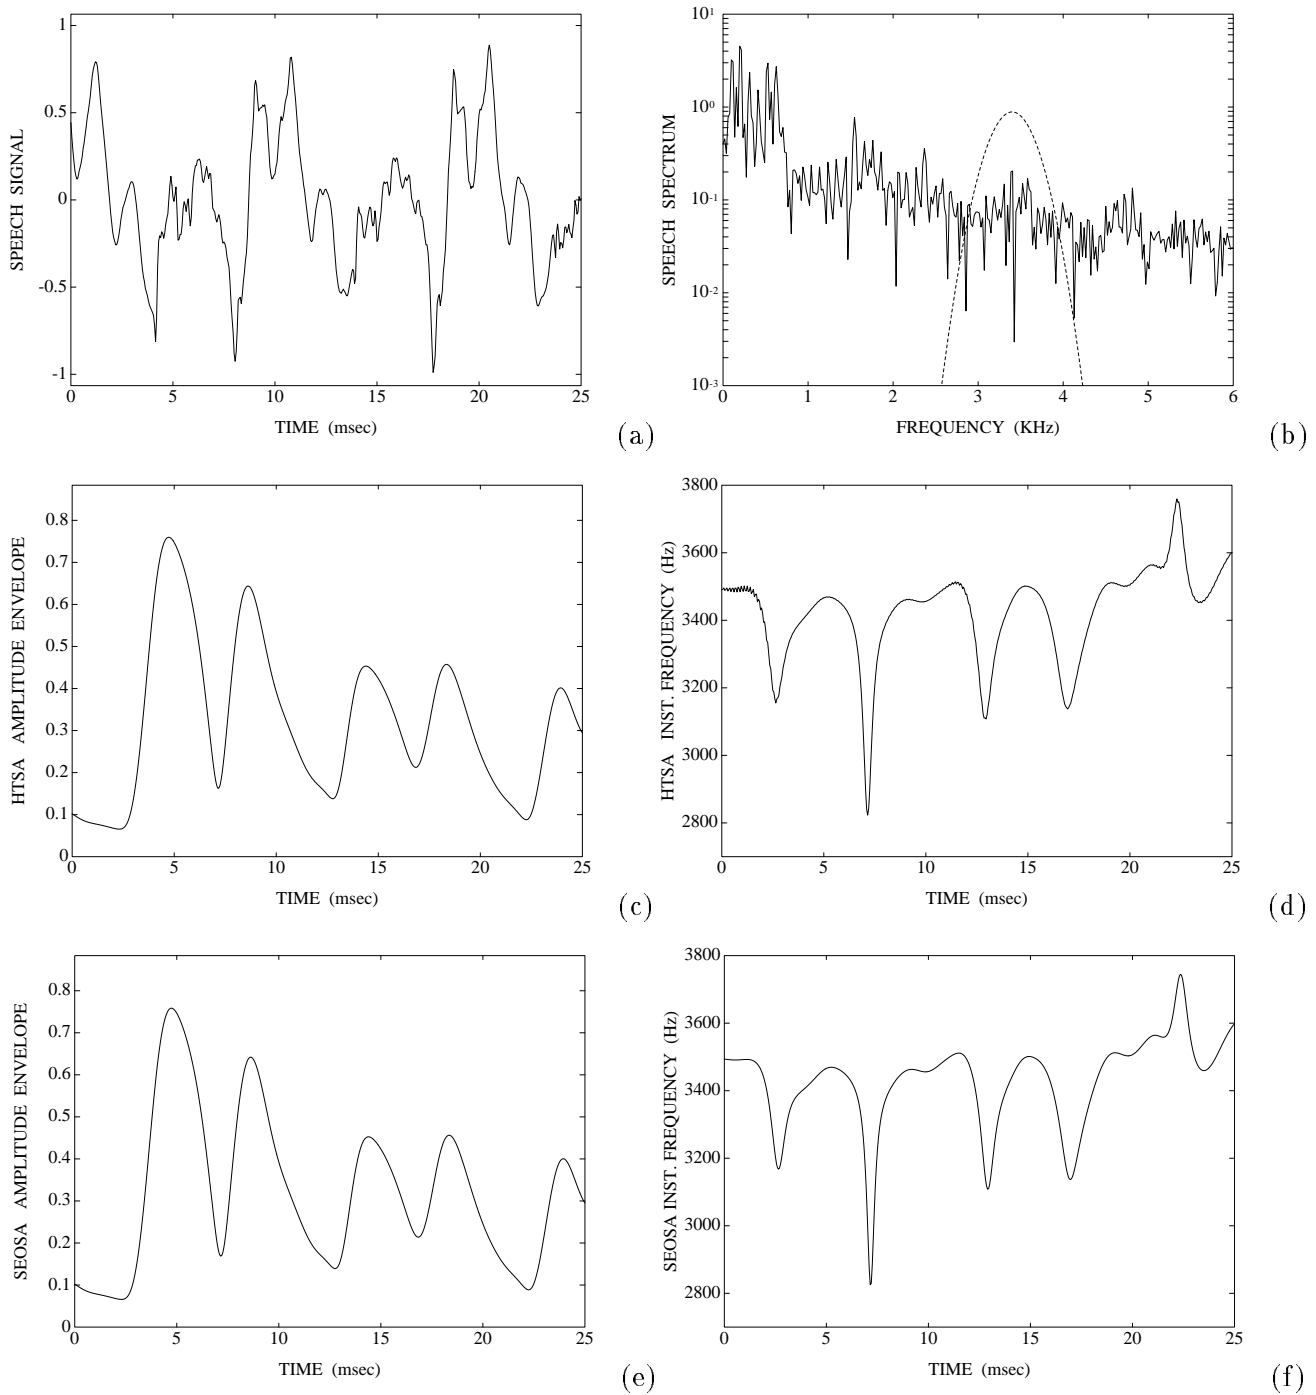 1
0.5
0
-0.5
-1
0 5 10 15 20 25
SPEECH SIGNAL
TIME (msec)
(a)
10¹
10⁰
10⁻¹
10⁻²
10⁻³
0 1 2 3 4 5 6
SPEECH SPECTRUM
FREQUENCY (KHz)
(b)
0.8
0.7
0.6
0.5
0.4
0.3
0.2
0.1
0
0 5 10 15 20 25
HTSA AMPLITUDE ENVELOPE
TIME (msec)
(c)
3800
3600
3400
3200
3000
2800
0 5 10 15 20 25
HTSA INST. FREQUENCY (Hz)
TIME (msec)
(d)
0.8
0.7
0.6
0.5
0.4
0.3
0.2
0.1
0
0 5 10 15 20 25
SEOSA AMPLITUDE ENVELOPE
TIME (msec)
(e)
3800
3600
3400
3200
3000
2800
0 5 10 15 20 25
SEOSA INST. FREQUENCY (Hz)
TIME (msec)
(f)